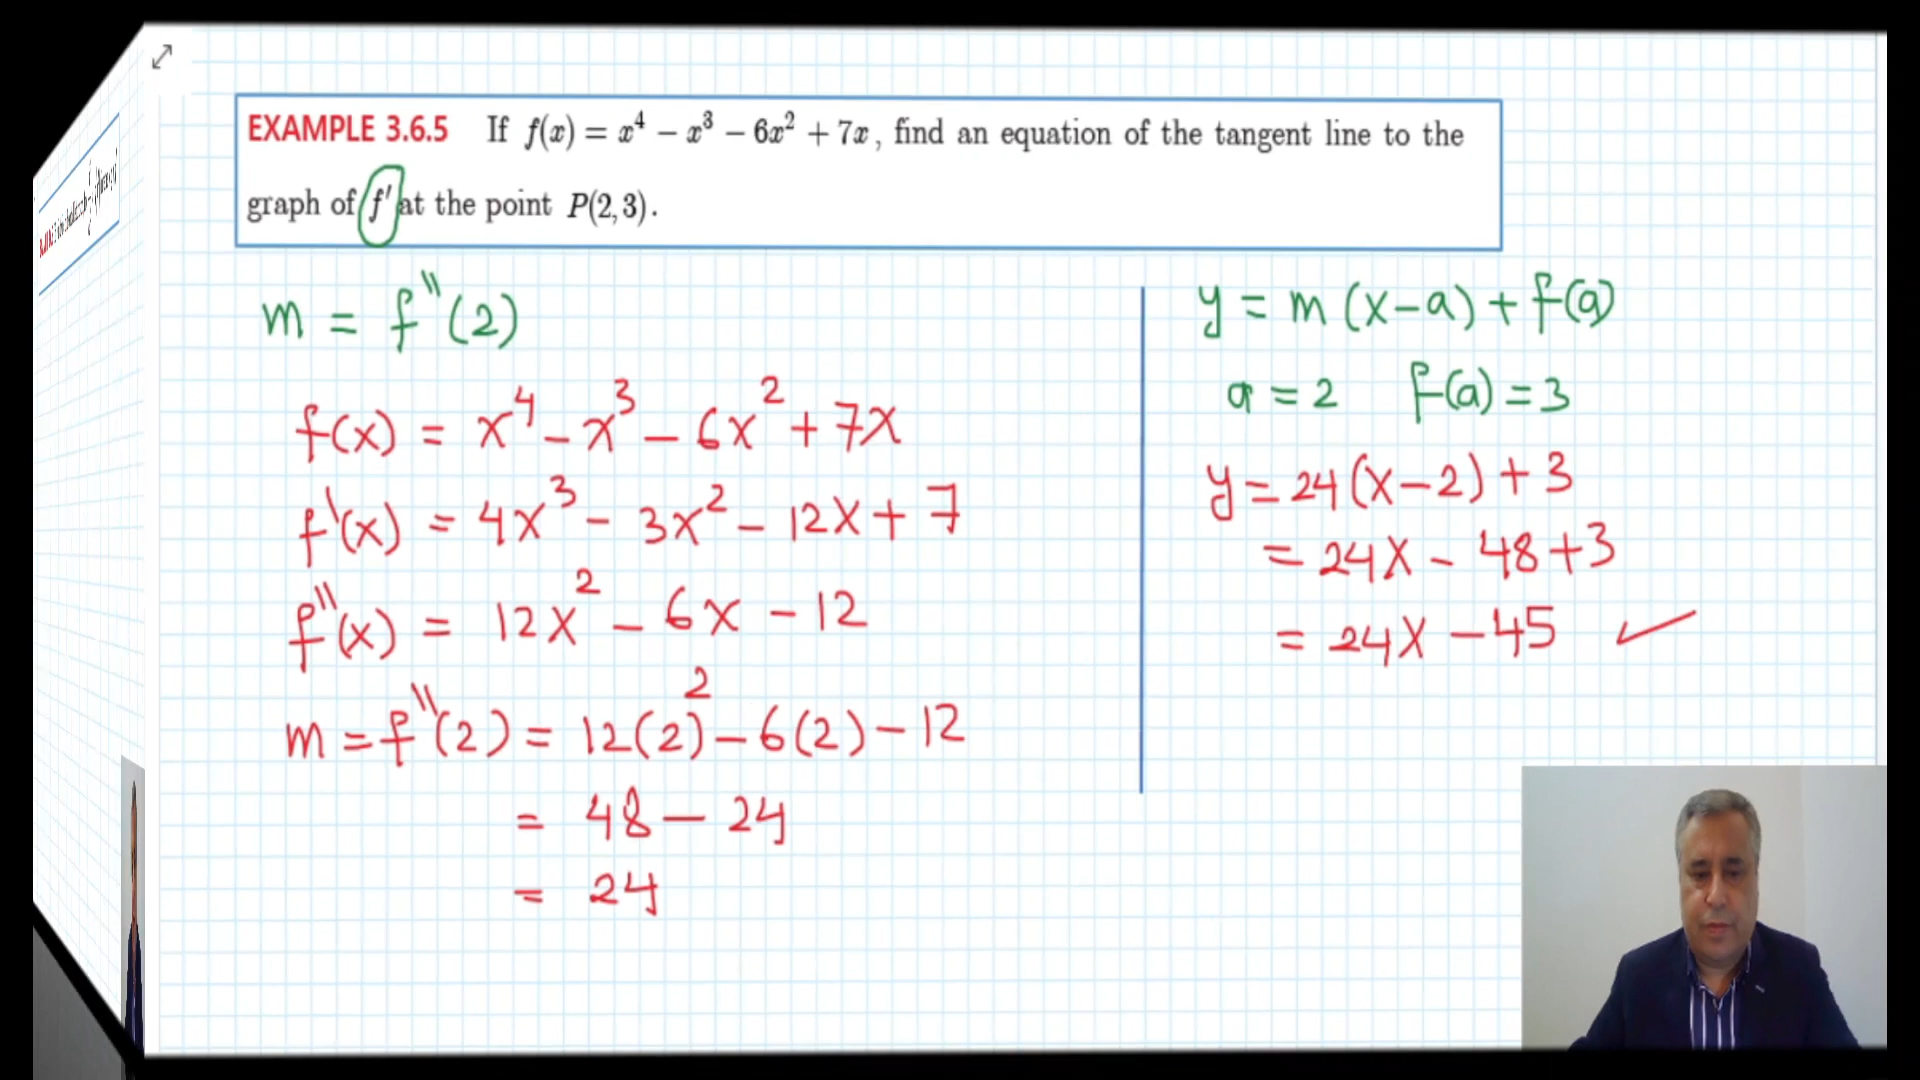 EXAMPLE 3.6.5 If f(x) = x⁴ − x³ − 6x² + 7x, find an equation of the tangent line to the
graph of f′ at the point P(2,3).
m = f″(2)
f(x) = x⁴ − x³ − 6x² + 7x
f′(x) = 4x³ − 3x² − 12x + 7
f″(x) = 12x² − 6x − 12
m = f″(2) = 12(2)² − 6(2) − 12
= 48 − 24
= 24
y = m(x−a) + f(a)
a = 2 f(a) = 3
y = 24(x−2) + 3
= 24x − 48 + 3
= 24x − 45 ✓